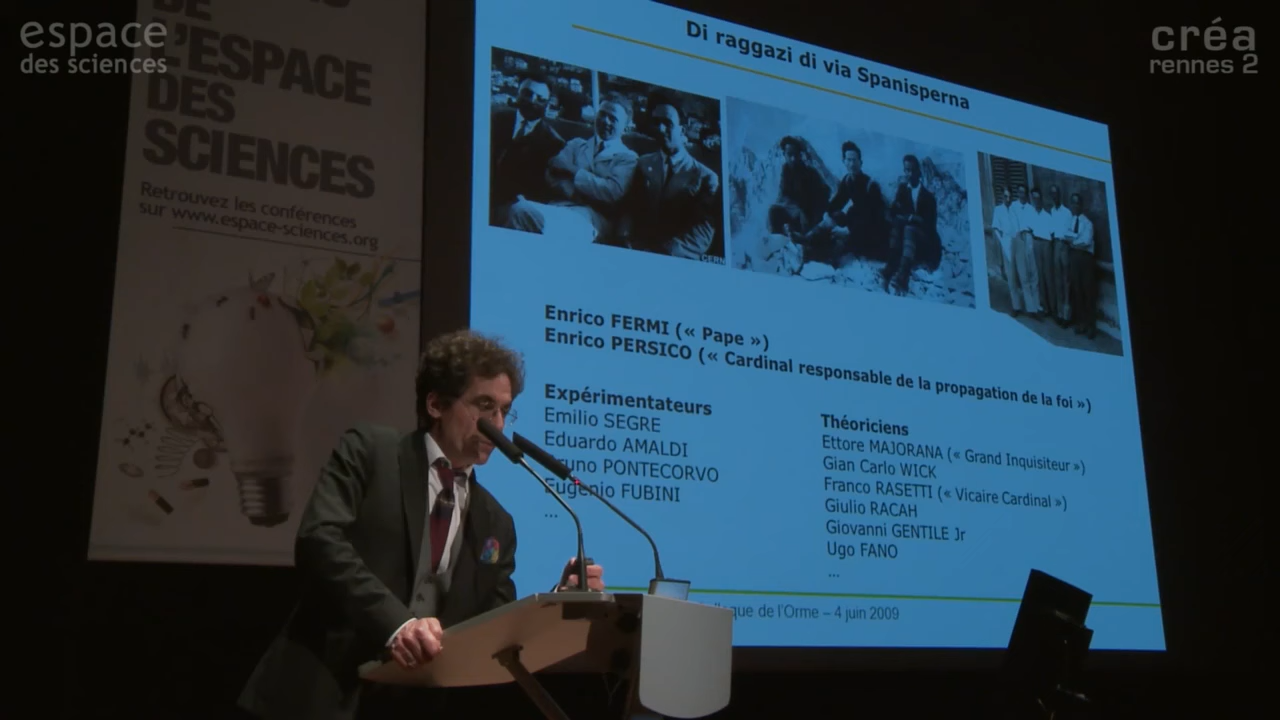 espace
des sciences
créa
rennes 2
DE
L'ESPACE
DES
SCIENCES
Retrouvez les conférences
sur www.espace-sciences.org
Di raggazi di via Spanisperna
CERN
Enrico FERMI (« Pape »)
Enrico PERSICO (« Cardinal responsable de la propagation de la foi »)
Expérimentateurs
Emilio SEGRE
Eduardo AMALDI
Bruno PONTECORVO
Eugenio FUBINI
...
Théoriciens
Ettore MAJORANA (« Grand Inquisiteur »)
Gian Carlo WICK
Franco RASETTI (« Vicaire Cardinal »)
Giulio RACAH
Giovanni GENTILE Jr
Ugo FANO
...
de l'Orme – 4 juin 2009